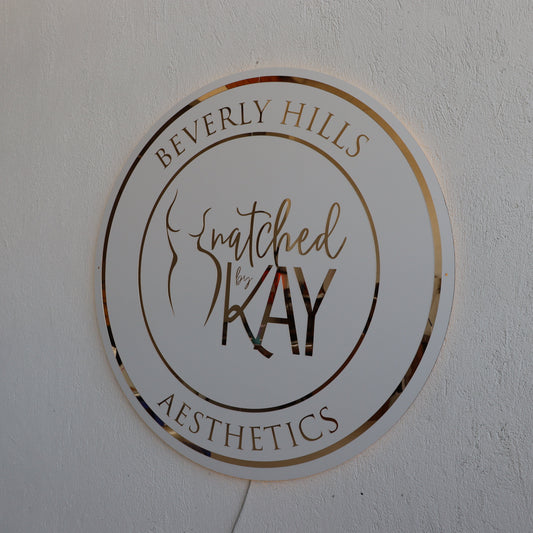 BEVERLY HILLS
Snatched
by
KAY
AESTHETICS